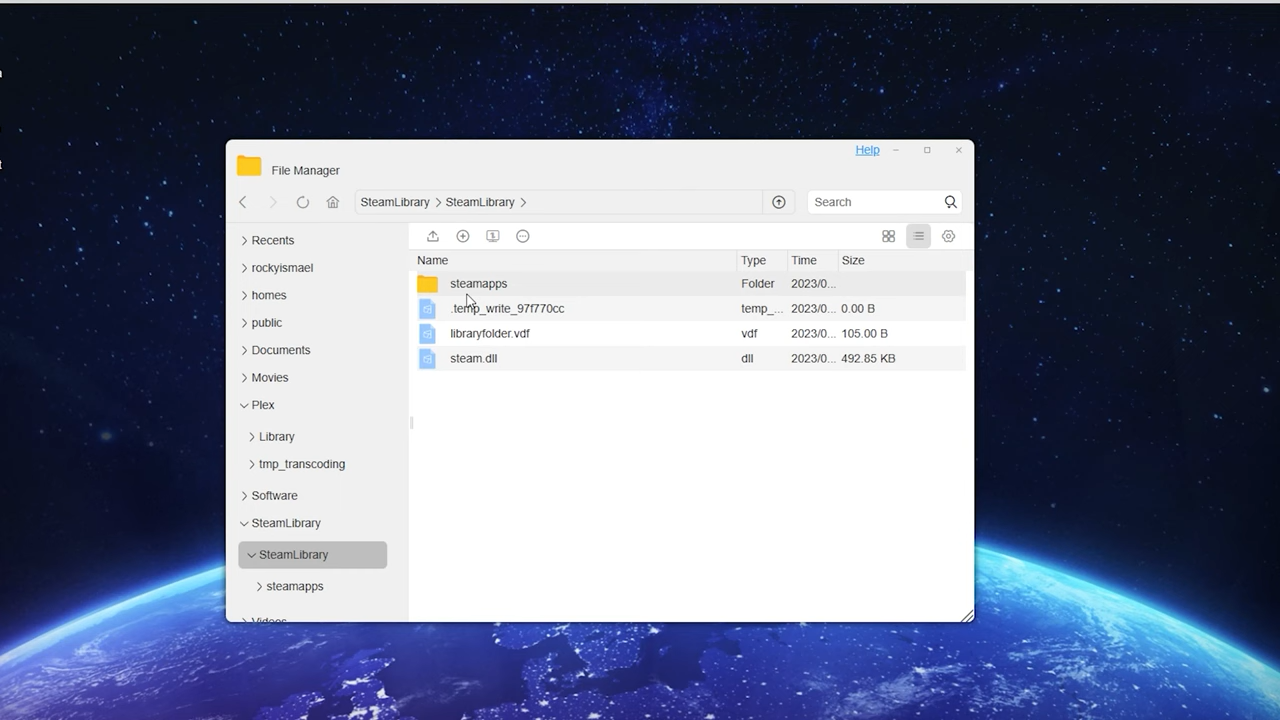 Help
File Manager
SteamLibrary > SteamLibrary >
Search
Recents
rockyismael
homes
public
Documents
Movies
Plex
Library
tmp_transcoding
Software
SteamLibrary
SteamLibrary
steamapps
Videos
Name Type Time Size
steamapps Folder 2023/0...
.temp_write_97f770cc temp_... 2023/0... 0.00 B
libraryfolder.vdf vdf 2023/0... 105.00 B
steam.dll dll 2023/0... 492.85 KB